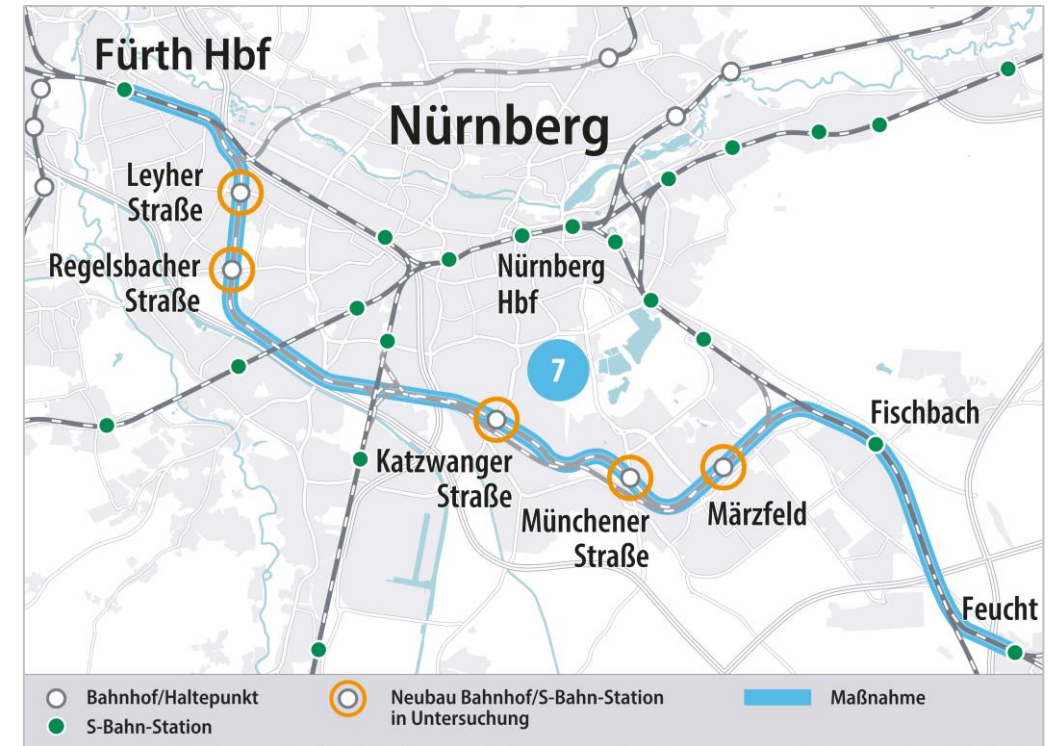 Fürth Hbf
Nürnberg
Leyher
Straße
Regelsbacher
Straße
Nürnberg
Hbf
7
Fischbach
Katzwanger
Straße
Münchener
Straße
Märzfeld
Feucht
Bahnhof/Haltepunkt
S-Bahn-Station
Neubau Bahnhof/S-Bahn-Station
in Untersuchung
Maßnahme